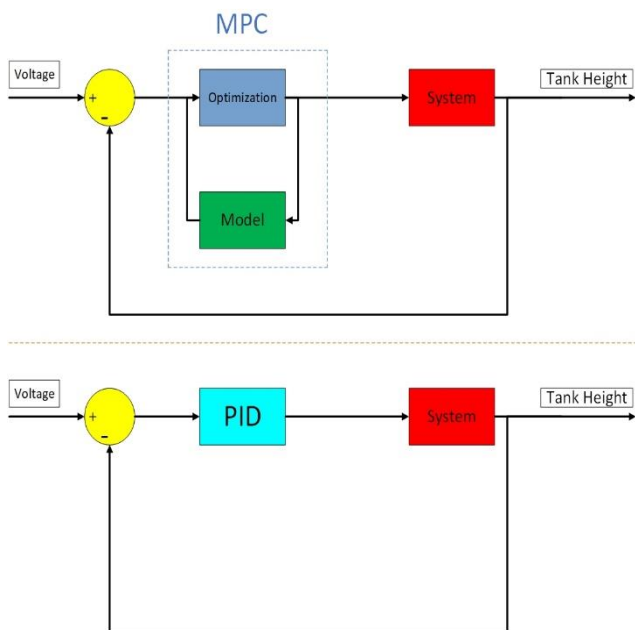 MPC
Voltage
Tank Height
+
-
Optimization
System
Model
Voltage
Tank Height
+
-
PID
System